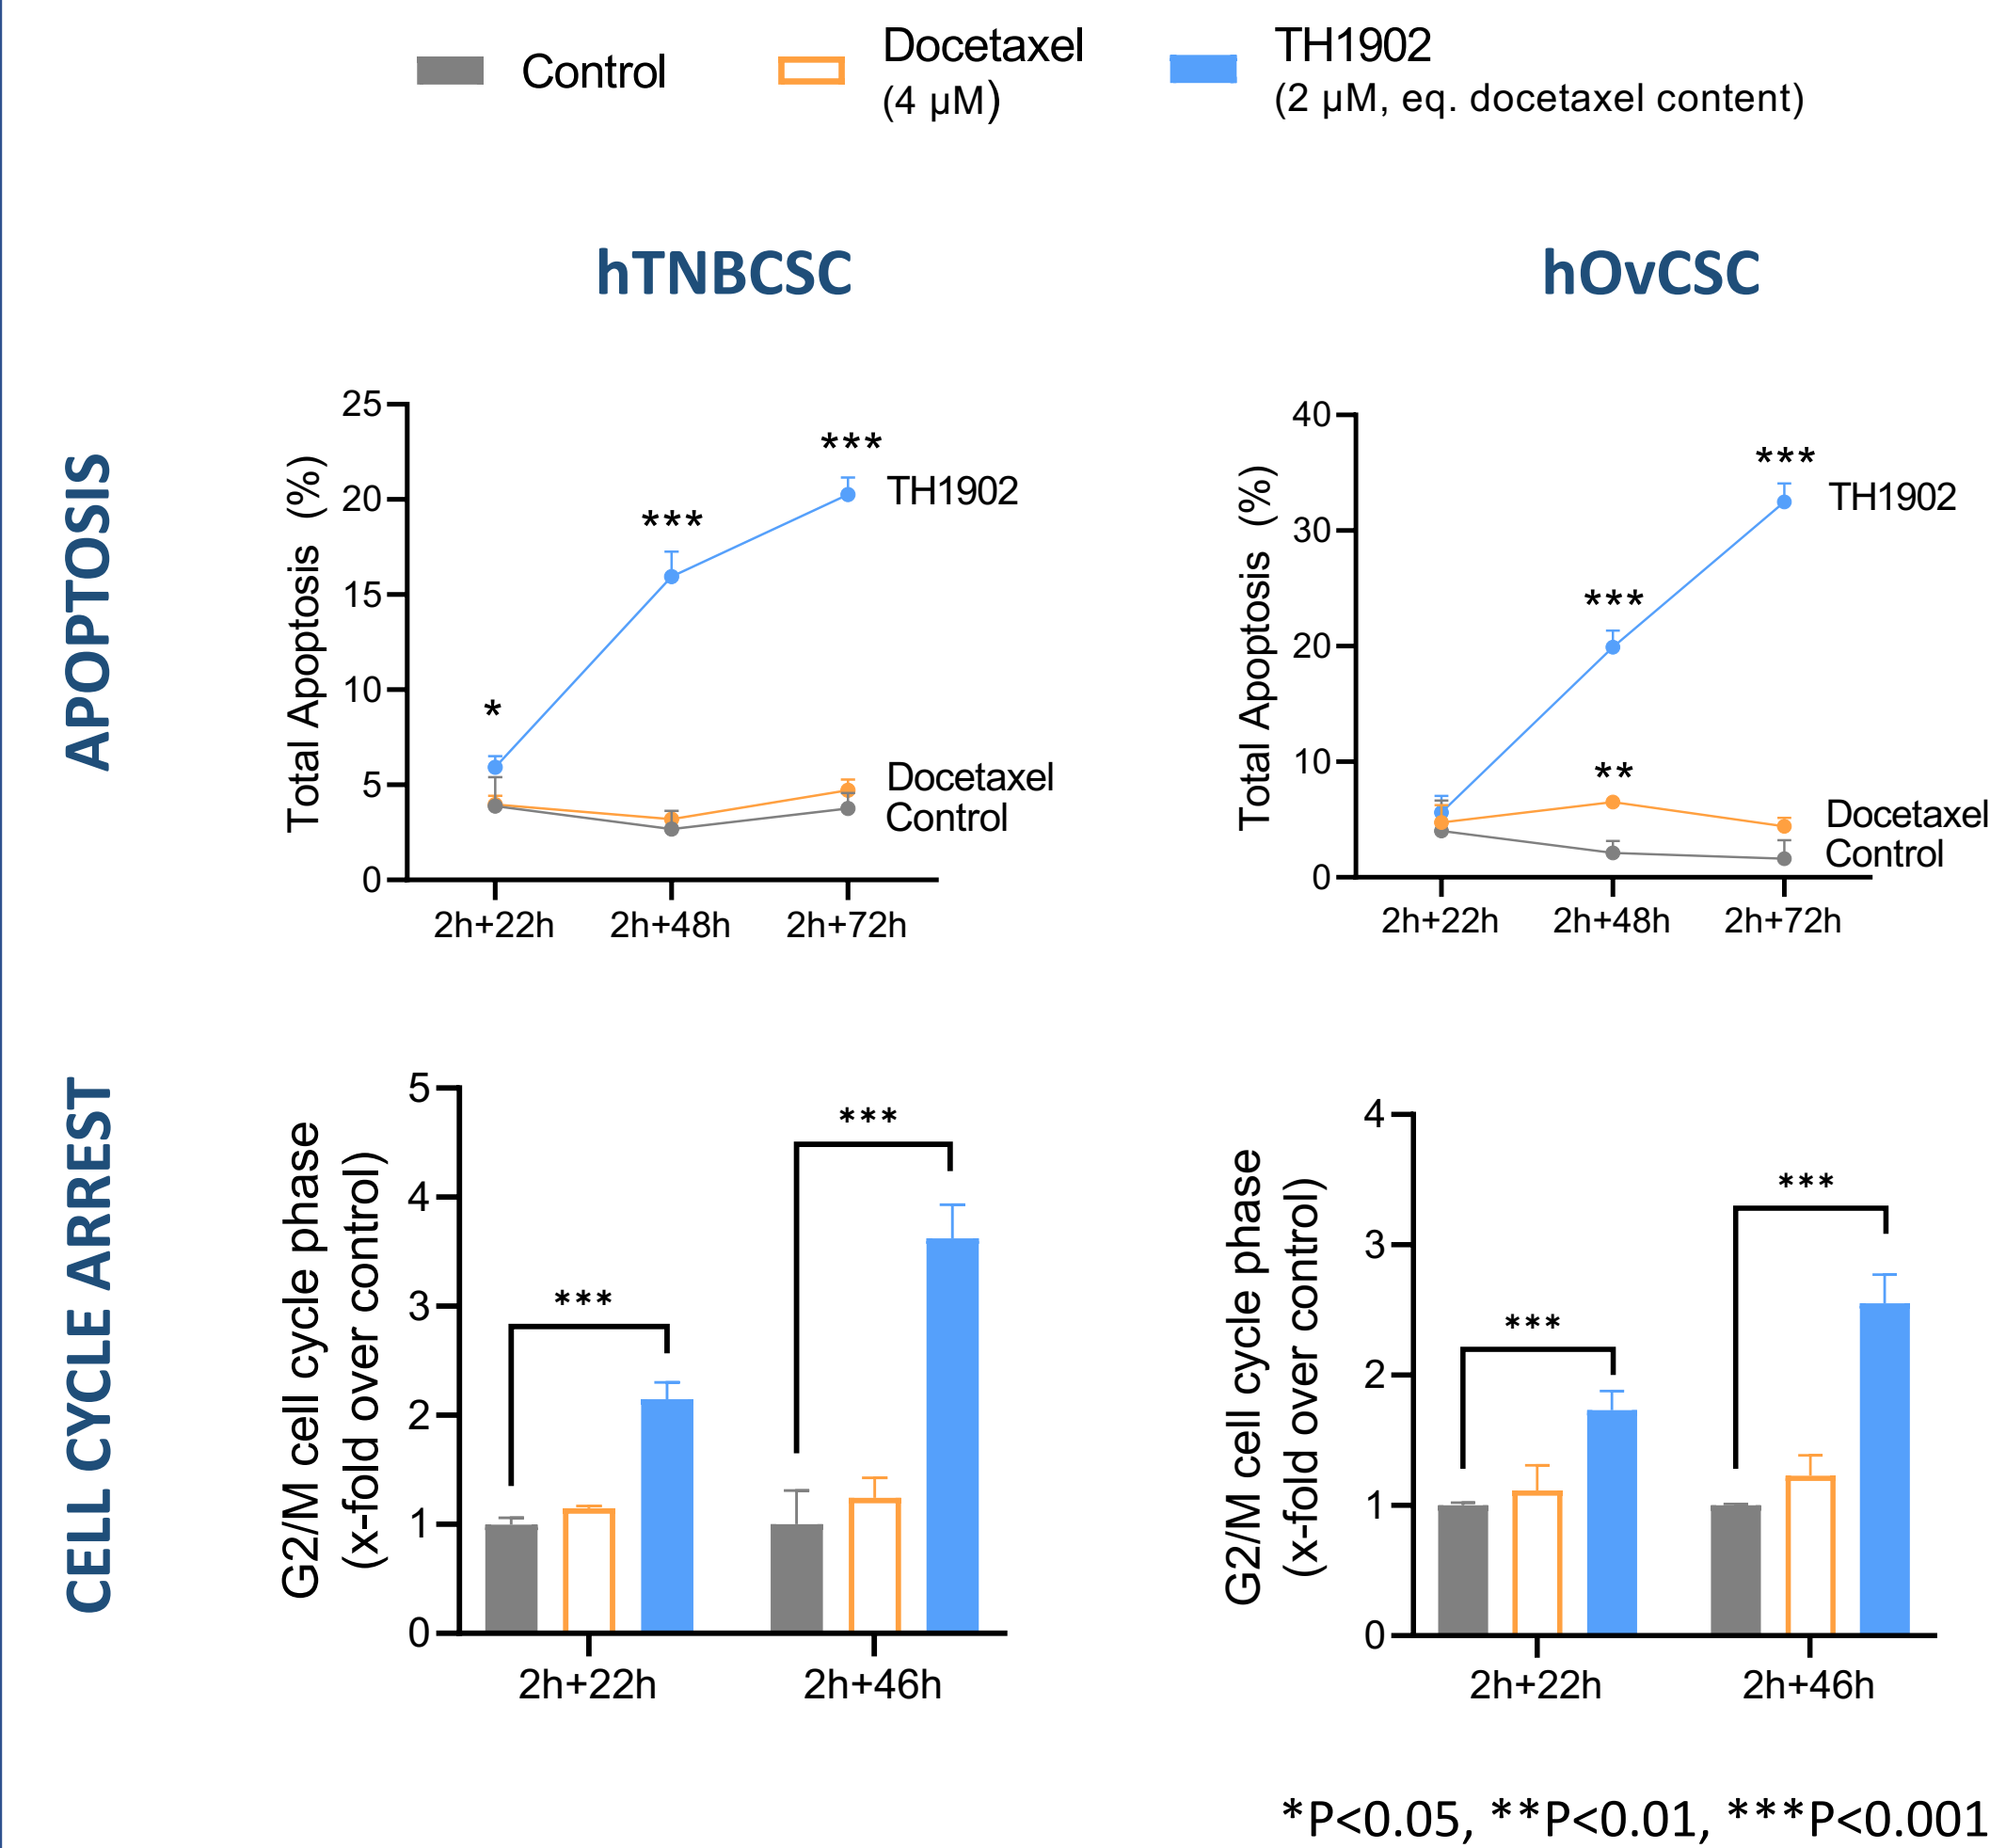 Control
Docetaxel
(4 µM)
TH1902
(2 µM, eq. docetaxel content)
hTNBCSC
hOvCSC
APOPTOSIS
Total Apoptosis (%)
25
20
15
10
5
0
*
***
***
TH1902
Docetaxel
Control
2h+22h
2h+48h
2h+72h
Total Apoptosis (%)
40
30
20
10
0
***
**
***
TH1902
Docetaxel
Control
2h+22h
2h+48h
2h+72h
CELL CYCLE ARREST
G2/M cell cycle phase
(x-fold over control)
5
4
3
2
1
0
***
***
2h+22h
2h+46h
G2/M cell cycle phase
(x-fold over control)
4
3
2
1
0
***
***
2h+22h
2h+46h
*P<0.05, **P<0.01, ***P<0.001